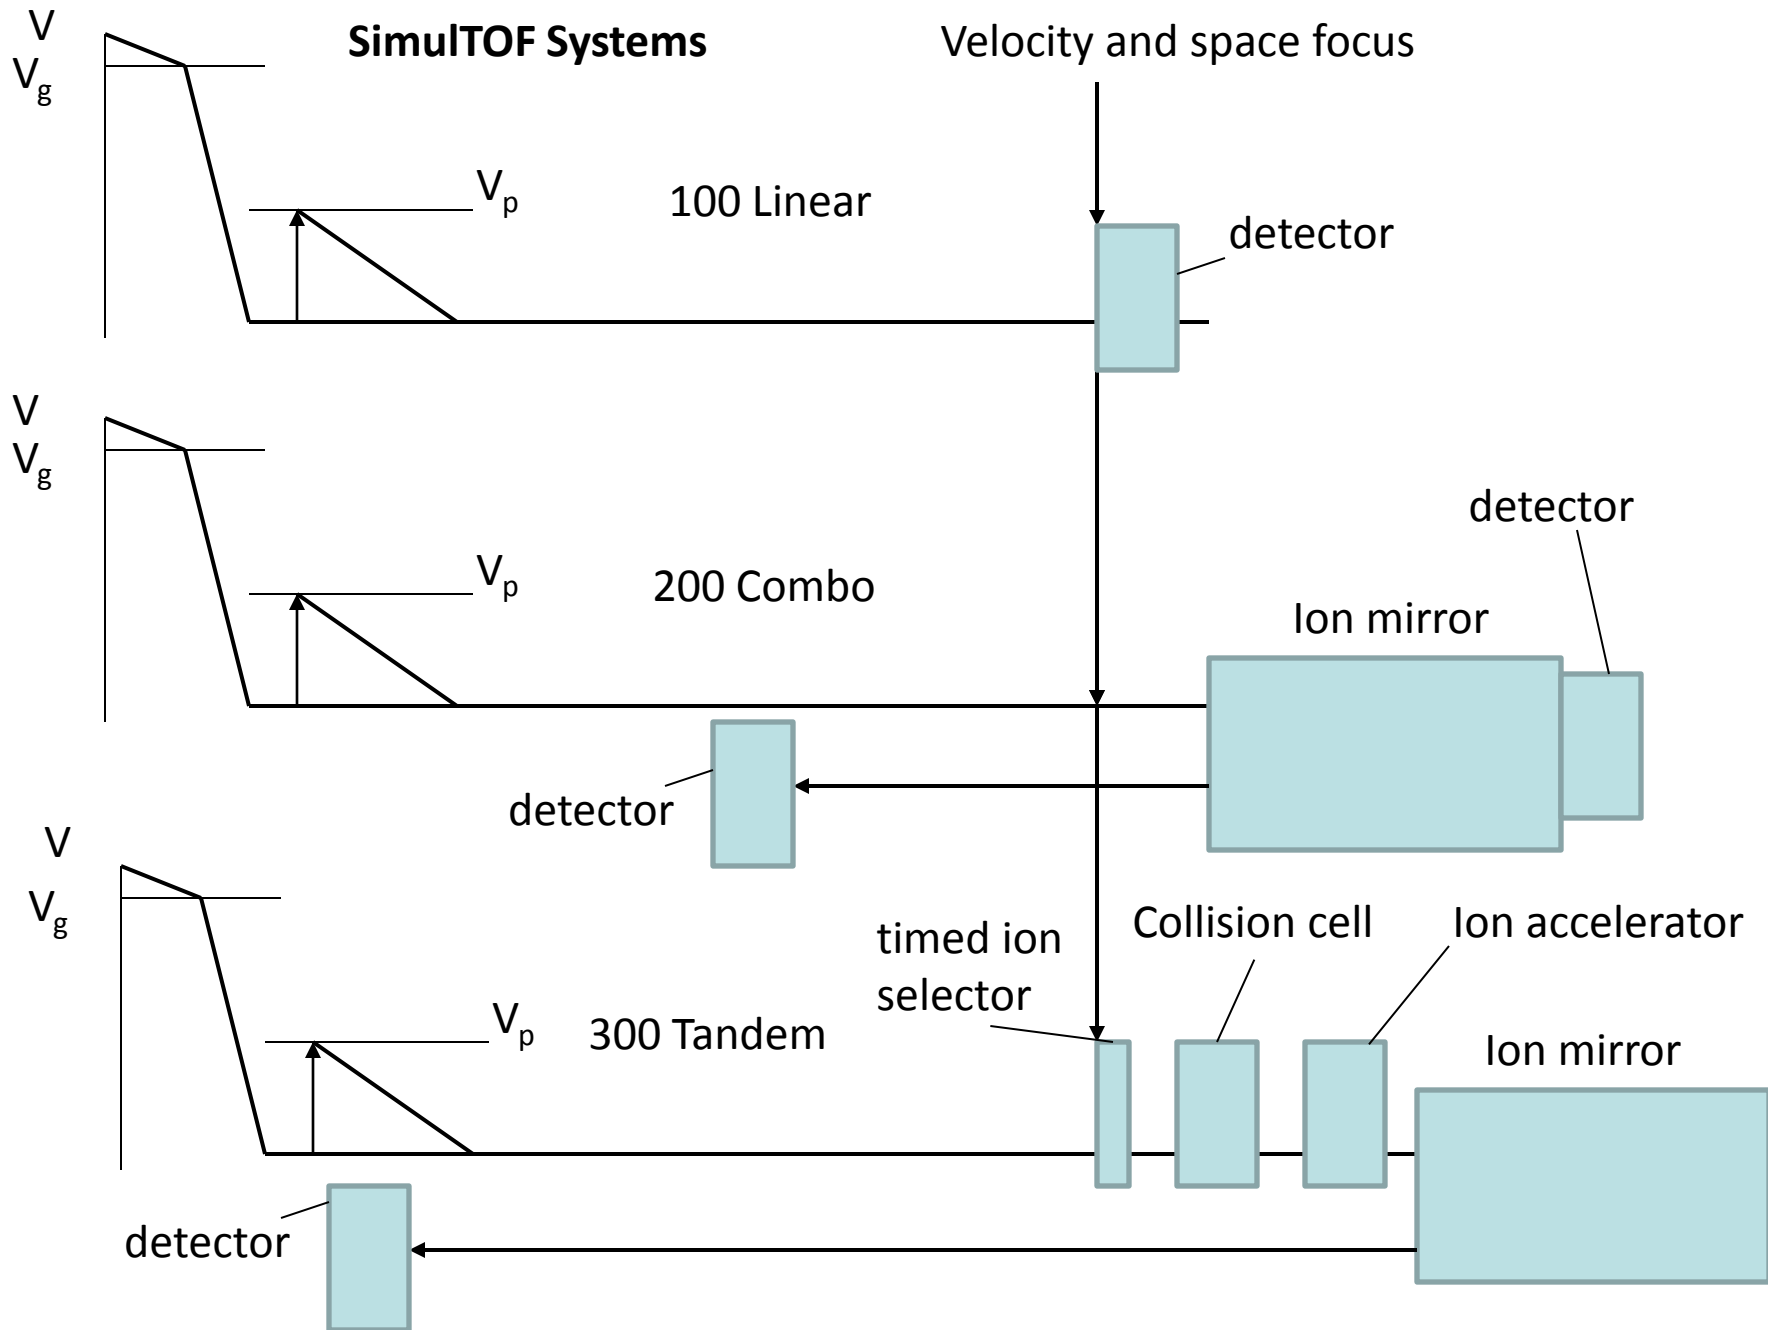 SimulTOF Systems
Velocity and space focus
V
Vg
Vp
100 Linear
detector
V
Vg
Vp
200 Combo
Ion mirror
detector
detector
V
Vg
Vp
300 Tandem
timed ion
selector
Collision cell
Ion accelerator
Ion mirror
detector